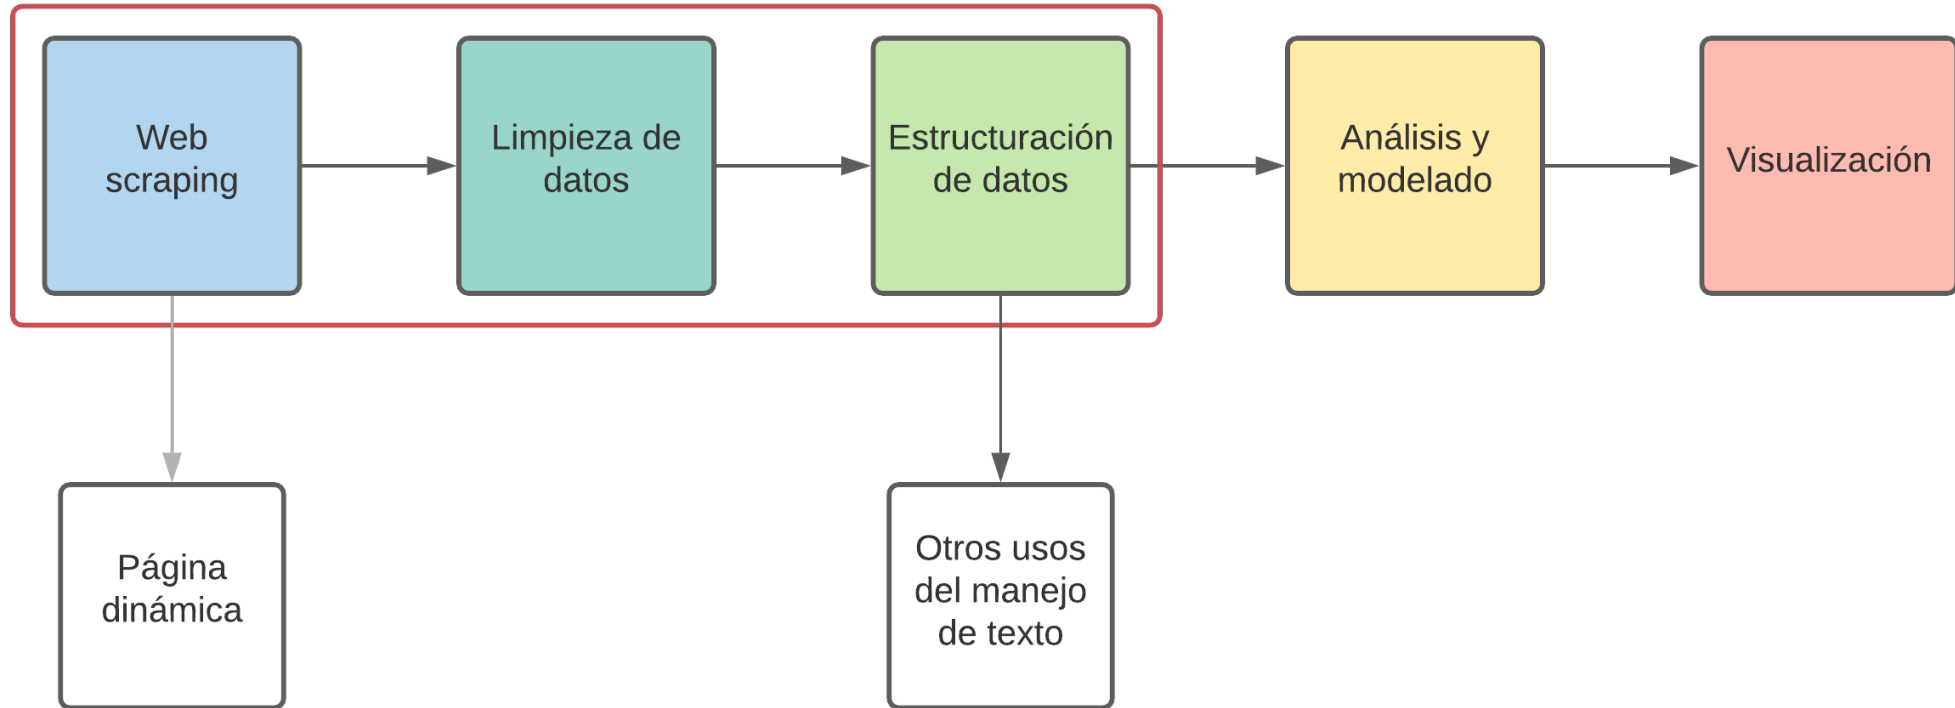 Web
scraping
Limpieza de
datos
Estructuración
de datos
Análisis y
modelado
Visualización
Página
dinámica
Otros usos
del manejo
de texto